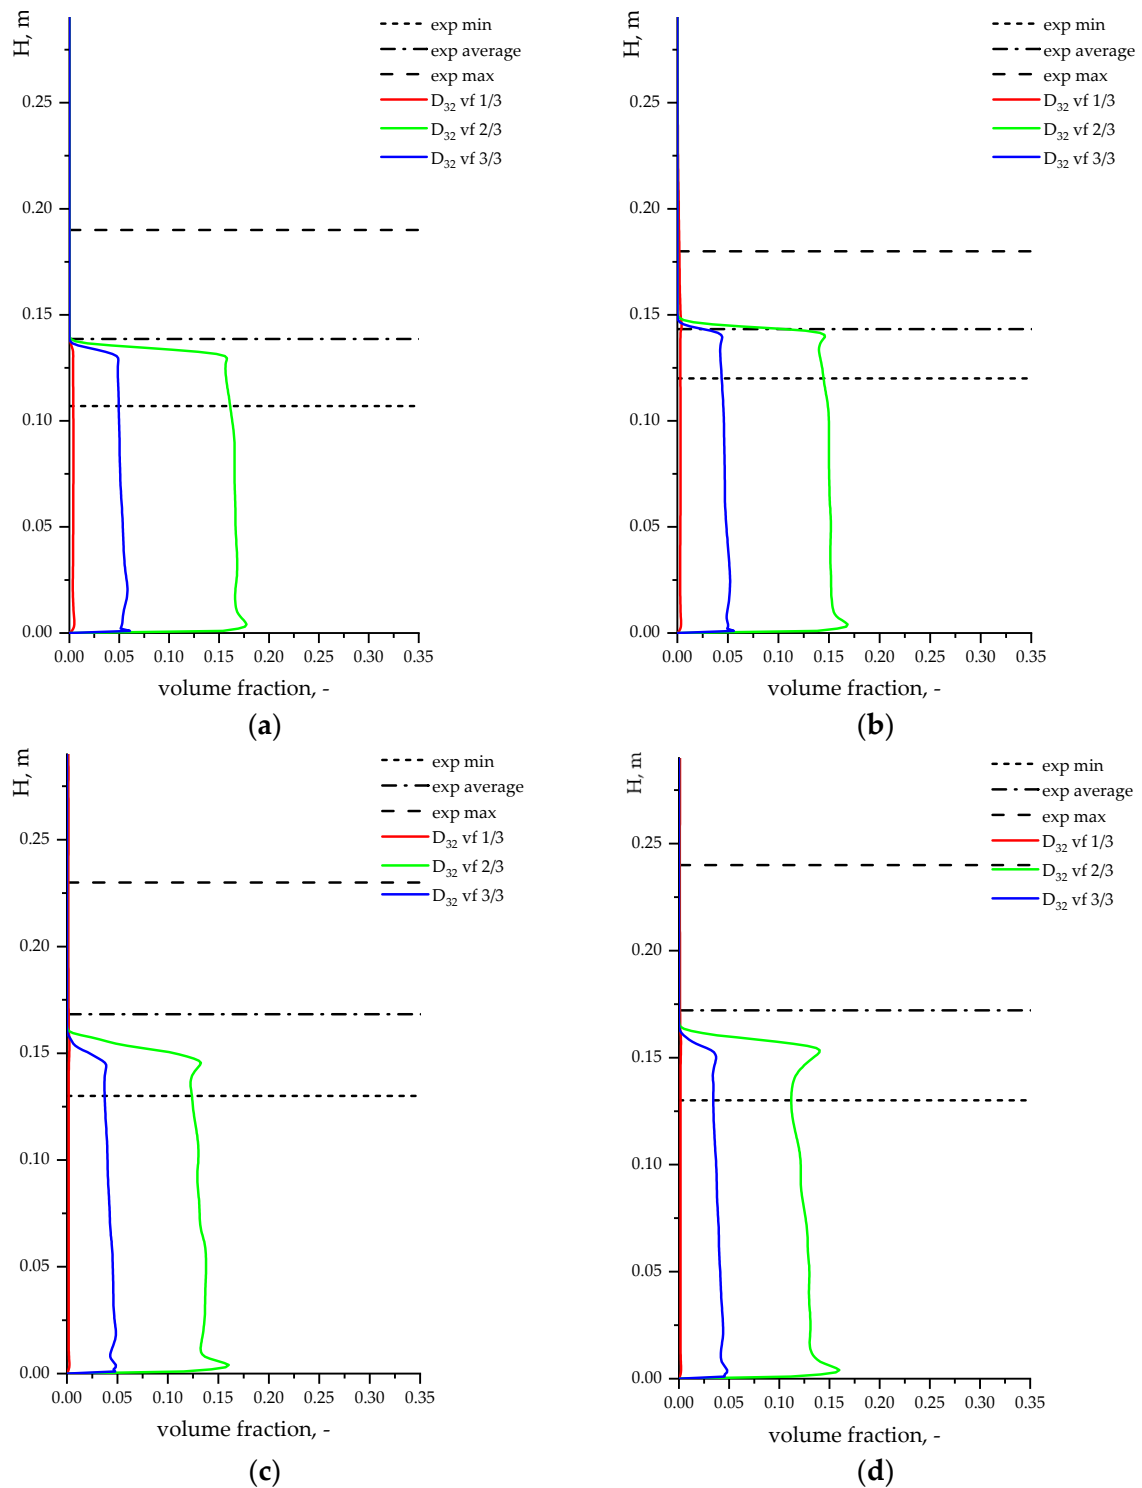 H, m
exp min
exp average
exp max
D32 vf 1/3
D32 vf 2/3
D32 vf 3/3
0.25
0.20
0.15
0.10
0.05
0.00
0.00 0.05 0.10 0.15 0.20 0.25 0.30 0.35
volume fraction, -
(a)
H, m
exp min
exp average
exp max
D32 vf 1/3
D32 vf 2/3
D32 vf 3/3
0.25
0.20
0.15
0.10
0.05
0.00
0.00 0.05 0.10 0.15 0.20 0.25 0.30 0.35
volume fraction, -
(b)
H, m
exp min
exp average
exp max
D32 vf 1/3
D32 vf 2/3
D32 vf 3/3
0.25
0.20
0.15
0.10
0.05
0.00
0.00 0.05 0.10 0.15 0.20 0.25 0.30 0.35
volume fraction, -
(c)
H, m
exp min
exp average
exp max
D32 vf 1/3
D32 vf 2/3
D32 vf 3/3
0.25
0.20
0.15
0.10
0.05
0.00
0.00 0.05 0.10 0.15 0.20 0.25 0.30 0.35
volume fraction, -
(d)